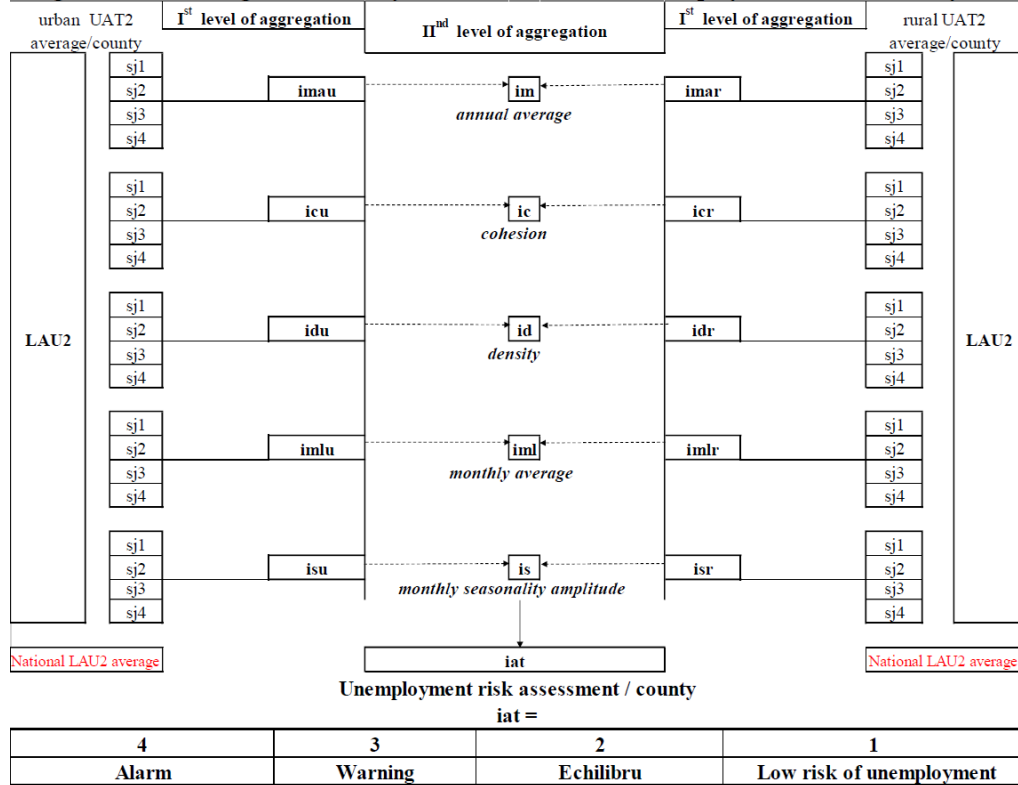 urban UAT2 average/county
I^st level of aggregation
II^nd level of aggregation
I^st level of aggregation
rural UAT2 average/county
LAU2
sj1
sj2
sj3
sj4
imau
im
imar
annual average
sj1
sj2
sj3
sj4
LAU2
sj1
sj2
sj3
sj4
icu
ic
icr
cohesion
sj1
sj2
sj3
sj4
sj1
sj2
sj3
sj4
idu
id
idr
density
sj1
sj2
sj3
sj4
sj1
sj2
sj3
sj4
imlu
iml
imlr
monthly average
sj1
sj2
sj3
sj4
sj1
sj2
sj3
sj4
isu
is
isr
monthly seasonality amplitude
sj1
sj2
sj3
sj4
National LAU2 average
iat
National LAU2 average
Unemployment risk assessment / county
iat =
4 3 2 1
Alarm Warning Echilibru Low risk of unemployment